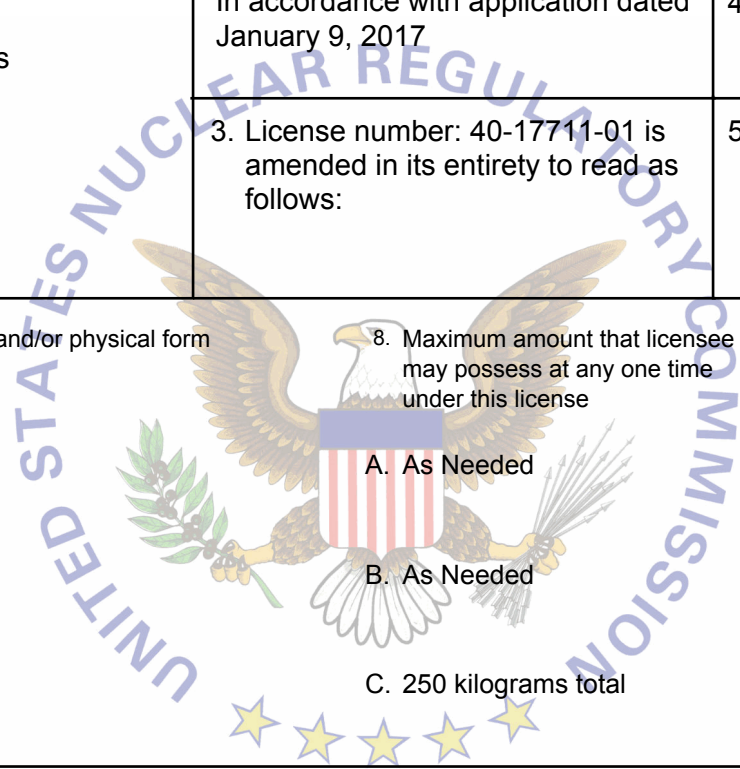 In accordance with application dated
January 9, 2017
s
3. License number: 40-17711-01 is
amended in its entirety to read as
follows:
4
5
and/or physical form
8. Maximum amount that licensee
may possess at any one time
under this license
A. As Needed
B. As Needed
C. 250 kilograms total
UNITED STATES NUCLEAR REGULATORY COMMISSION